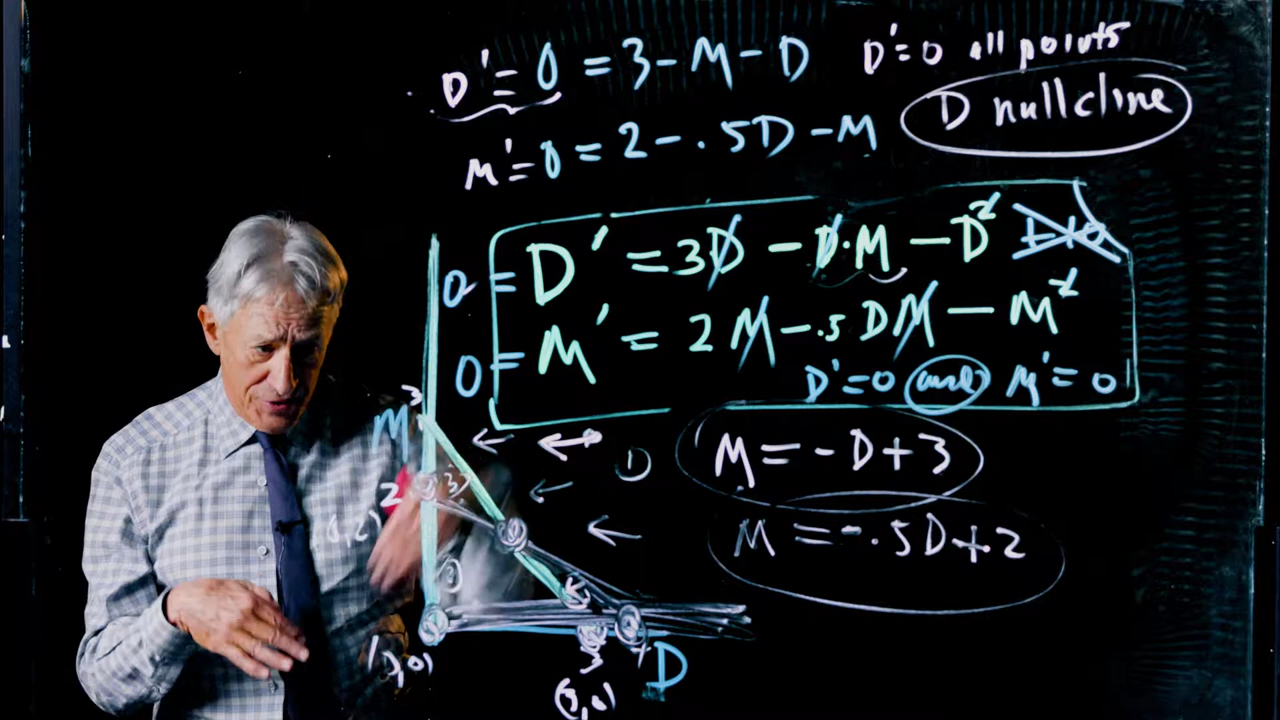 D' = 0 = 3 - M - D   D' = 0 all points
D nullcline
M' = 0 = 2 - .5D - M
0 = D' = 3D - D·M - D²
0 = M' = 2M - .5DM - M²
D' = 0 and M' = 0
M
3
D
M = -D + 3
2
M = -.5D + 2
3
4
D